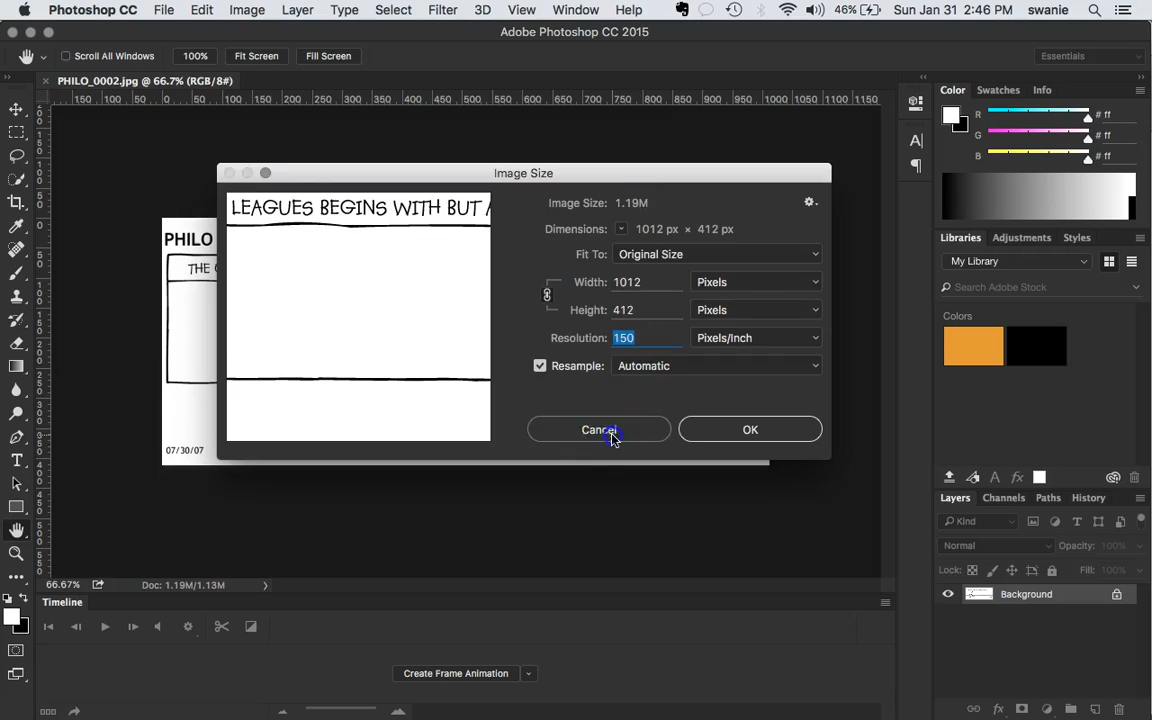 Photoshop CC File Edit Image Layer Type Select Filter 3D View Window Help 46% Sun Jan 31 2:46 PM swanie
Adobe Photoshop CC 2015
Scroll All Windows 100% Fit Screen Fill Screen Essentials
× PHILO_0002.jpg @ 66.7% (RGB/8#)
150 100 50 0 50 100 150 200 250 300 350 400 450 500 550 600 650 700 750 800 850 900 950 1000 1050 1100 1150
Color Swatches Info
R # ff
G # ff
B # ff
Image Size
LEAGUES BEGINS WITH BUT A
Image Size: 1.19M
Dimensions: 1012 px × 412 px
Fit To: Original Size
Width: 1012 Pixels
Height: 412 Pixels
Resolution: 150 Pixels/Inch
Resample: Automatic
Cancel OK
PHILO
THE
07/30/07
Libraries Adjustments Styles
My Library
Search Adobe Stock
Colors
Layers Channels Paths History
Kind
Normal Opacity: 100%
Lock: Fill: 100%
Background
66.67% Doc: 1.19M/1.13M
Timeline
Create Frame Animation